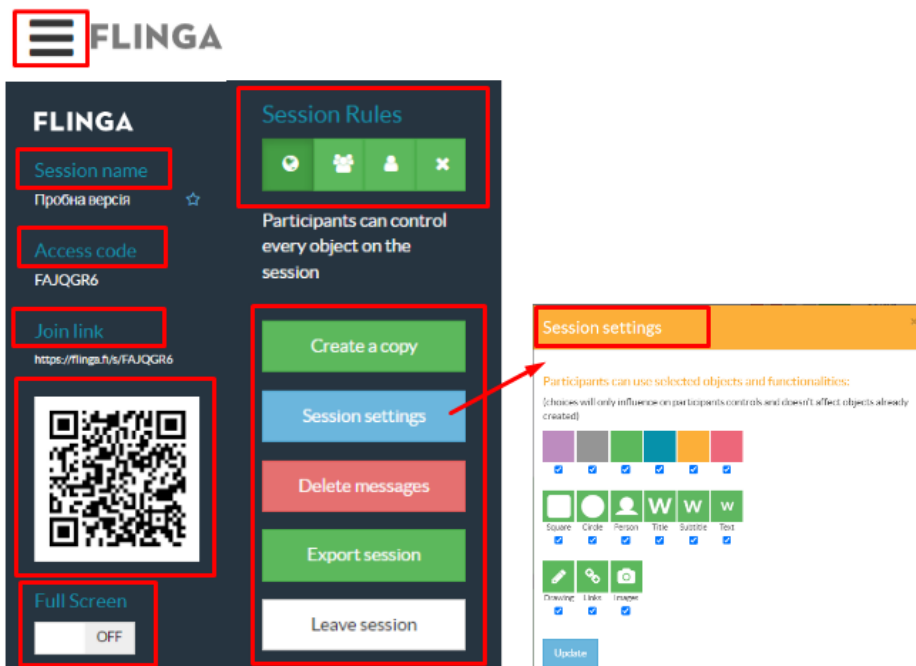 FLINGA
FLINGA
Session name
Пробна версія
Access code
FAJQGR6
Join link
https://flinga.fi/s/FAJQGR6
Full Screen
OFF
Session Rules
Participants can control
every object on the
session
Create a copy
Session settings
Delete messages
Export session
Leave session
Session settings
Participants can use selected objects and functionalities:
(choices will only influence on participants controls and doesn't affect objects already
created)
W W W
Square Circle Person Title Subtitle Text
Drawing Links Images
Update